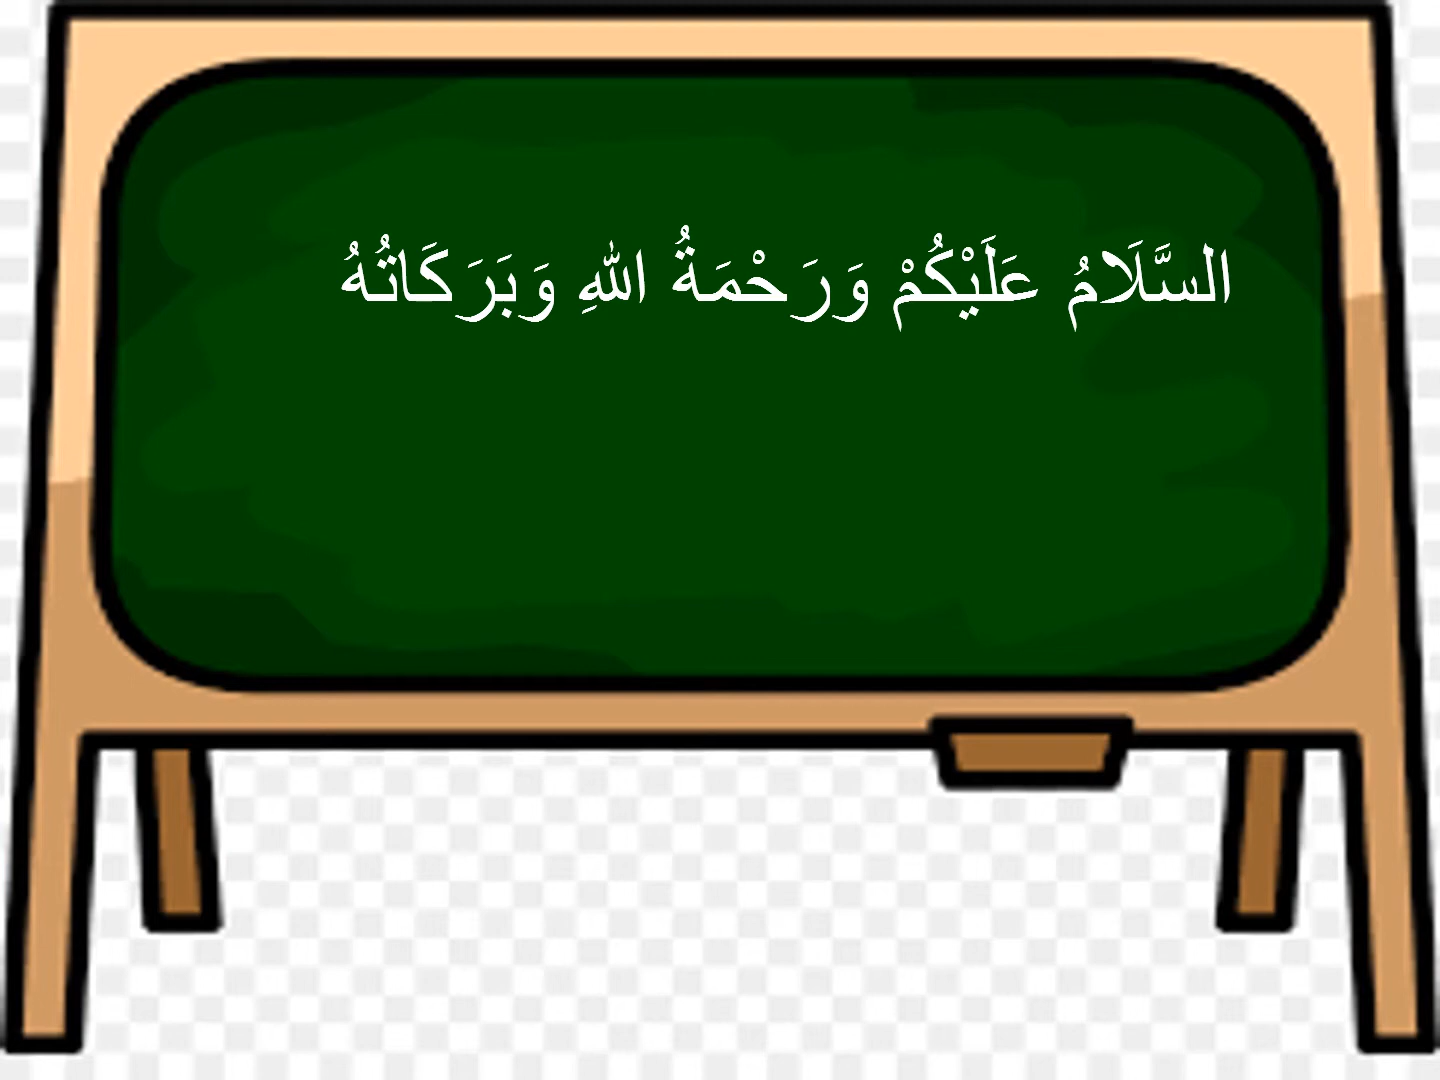 السَّلَامُ عَلَيْكُمْ وَرَحْمَةُ اللهِ وَبَرَكَاتُهُ